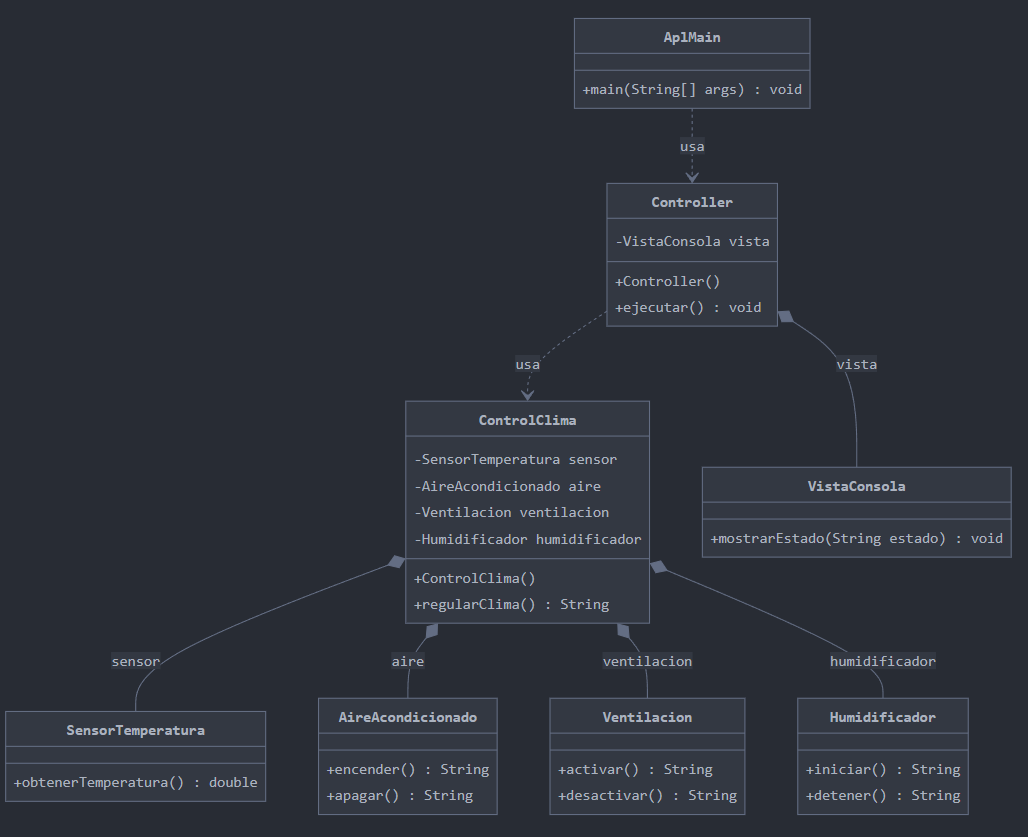 AplMain
+main(String[] args) : void
usa
Controller
-VistaConsola vista
+Controller()
+ejecutar() : void
usa
vista
ControlClima
-SensorTemperatura sensor
-AireAcondicionado aire
-Ventilacion ventilacion
-Humidificador humidificador
+ControlClima()
+regularClima() : String
VistaConsola
+mostrarEstado(String estado) : void
sensor
aire
ventilacion
humidificador
SensorTemperatura
+obtenerTemperatura() : double
AireAcondicionado
+encender() : String
+apagar() : String
Ventilacion
+activar() : String
+desactivar() : String
Humidificador
+iniciar() : String
+detener() : String